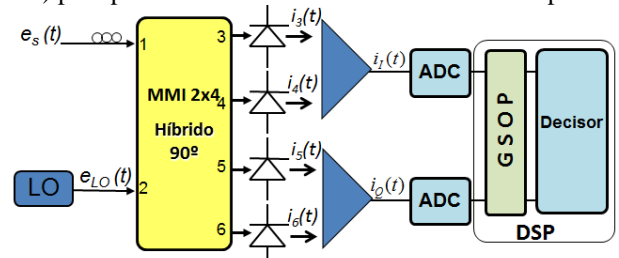 e_s(t)
1
MMI 2x4
Híbrido
90º
3
4
5
6
i_3(t)
i_4(t)
i_5(t)
i_6(t)
i_I(t)
i_Q(t)
ADC
ADC
GSOP
Decisor
DSP
LO
e_LO(t)
2